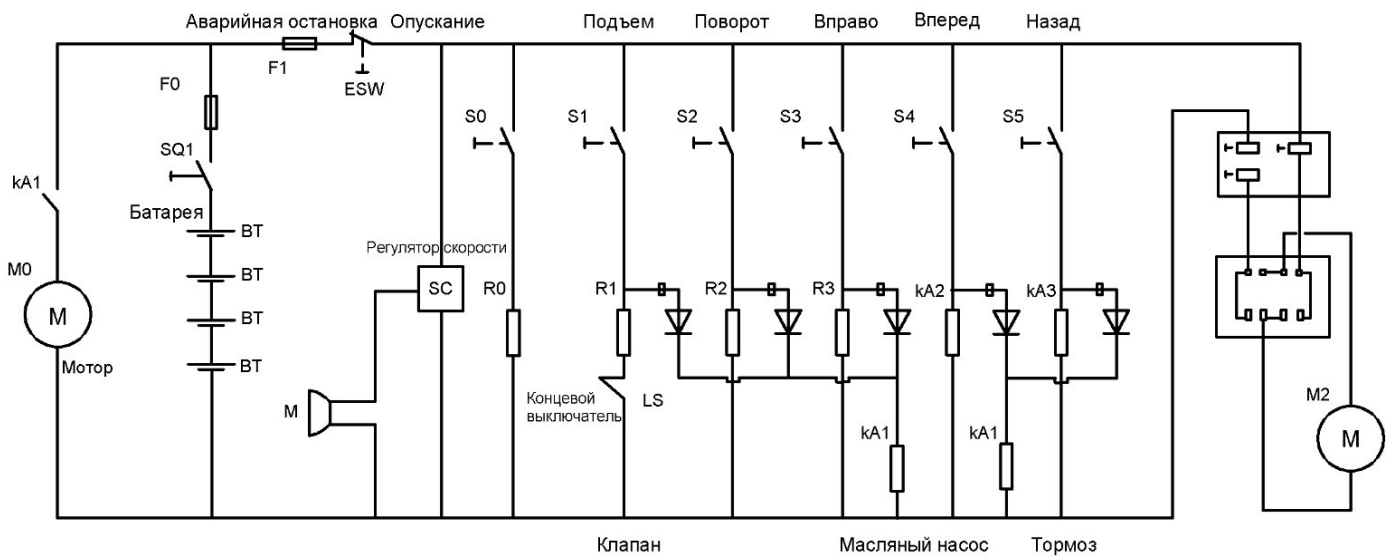 Аварийная остановка Опускание Подъем Поворот Вправо Вперед Назад
F1
ESW
F0
S0 S1 S2 S3 S4 S5
SQ1
kA1
Батарея
BT
Регулятор скорости
M0
BT
SC R0 R1 R2 R3 kA2 kA3
M
BT
Мотор
BT
Концевой
выключатель
LS
M
M2
kA1 kA1
M
Клапан Масляный насос Тормоз